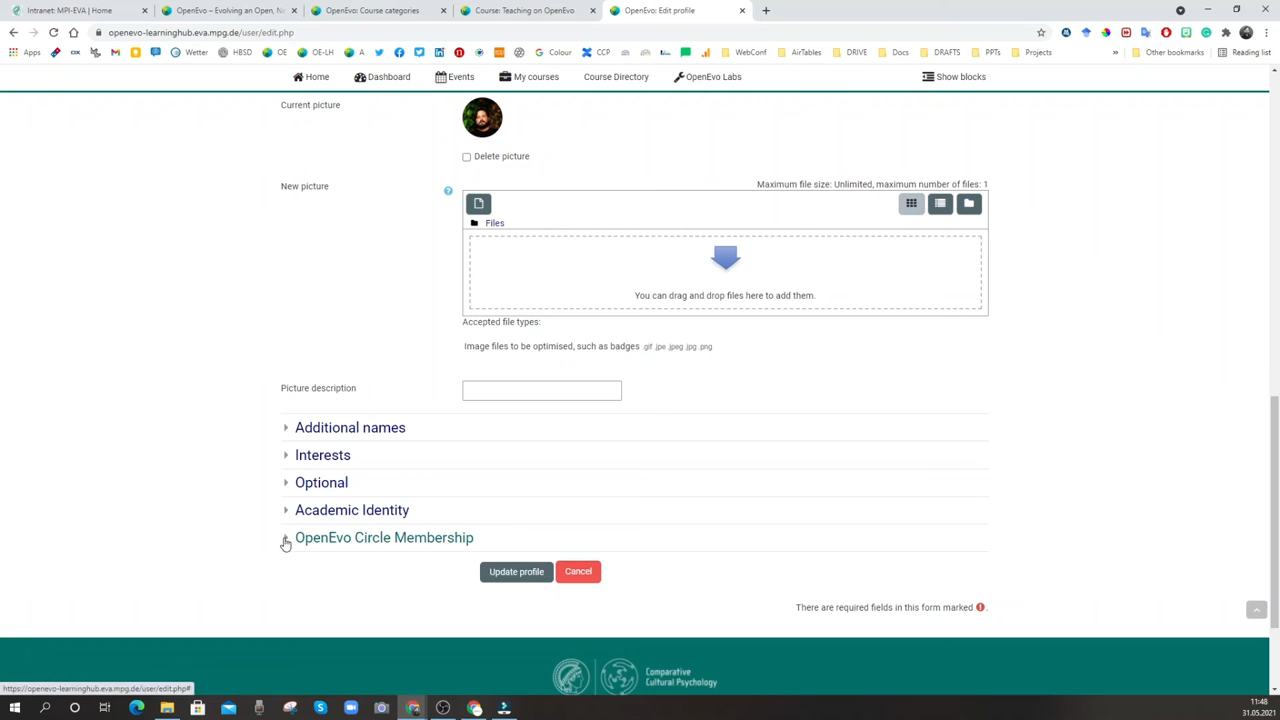 Intranet: MPI-EVA | Home
OpenEvo – Evolving an Open, Ne
OpenEvo: Course categories
Course: Teaching on OpenEvo
OpenEvo: Edit profile
openevo-learninghub.eva.mpg.de/user/edit.php
Apps
Wetter
HBSD
OE
OE-LH
A
Colour
CCP
WebConf
AirTables
DRIVE
Docs
DRAFTS
PPTs
Projects
Other bookmarks
Reading list
Home
Dashboard
Events
My courses
Course Directory
OpenEvo Labs
Show blocks
Current picture
Delete picture
New picture
Maximum file size: Unlimited, maximum number of files: 1
Files
You can drag and drop files here to add them.
Accepted file types:
Image files to be optimised, such as badges .gif .jpe .jpeg .jpg .png
Picture description
Additional names
Interests
Optional
Academic Identity
OpenEvo Circle Membership
Update profile
Cancel
There are required fields in this form marked
Comparative
Cultural Psychology
https://openevo-learninghub.eva.mpg.de/user/edit.php#
11:48
31.05.2021